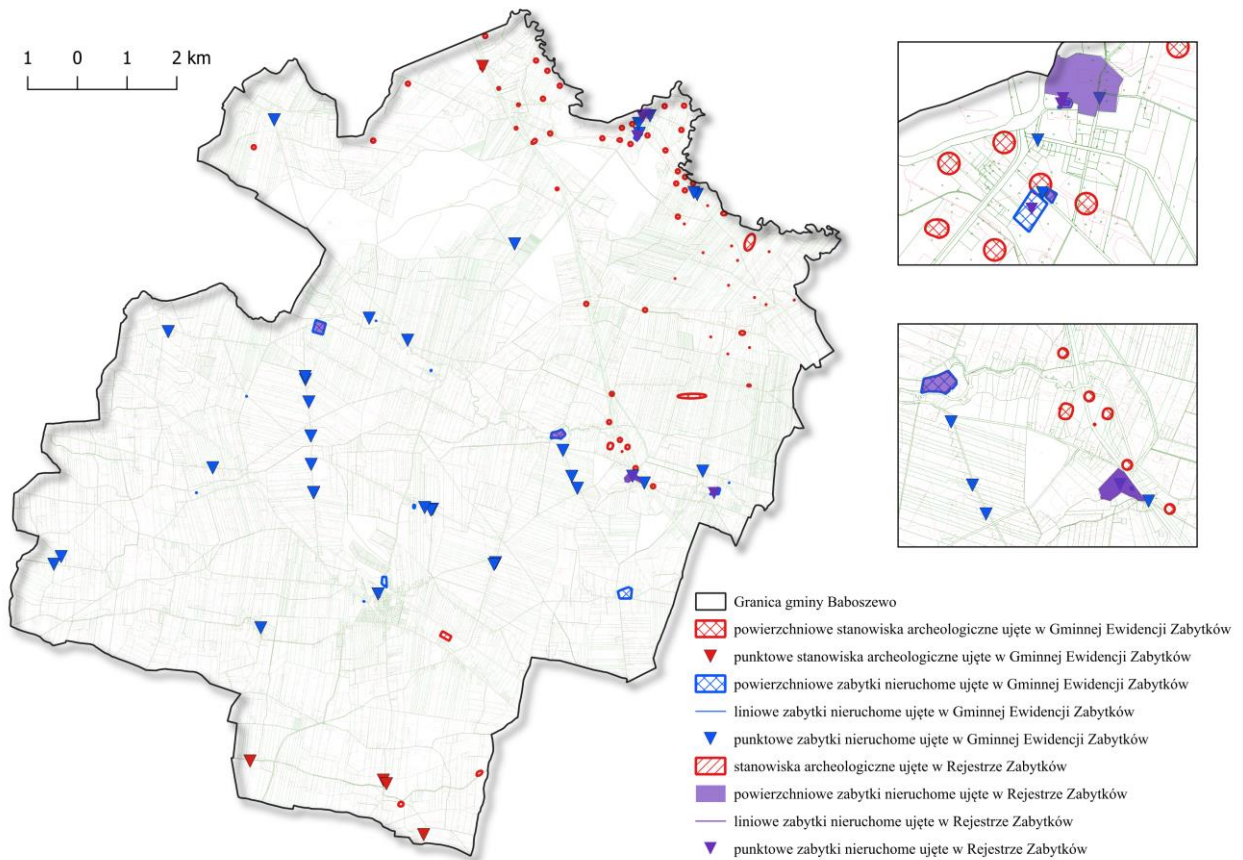 1 0 1 2 km
Granica gminy Baboszewo
powierzchniowe stanowiska archeologiczne ujęte w Gminnej Ewidencji Zabytków
punktowe stanowiska archeologiczne ujęte w Gminnej Ewidencji Zabytków
powierzchniowe zabytki nieruchome ujęte w Gminnej Ewidencji Zabytków
liniowe zabytki nieruchome ujęte w Gminnej Ewidencji Zabytków
punktowe zabytki nieruchome ujęte w Gminnej Ewidencji Zabytków
stanowiska archeologiczne ujęte w Rejestrze Zabytków
powierzchniowe zabytki nieruchome ujęte w Rejestrze Zabytków
liniowe zabytki nieruchome ujęte w Rejestrze Zabytków
punktowe zabytki nieruchome ujęte w Rejestrze Zabytków